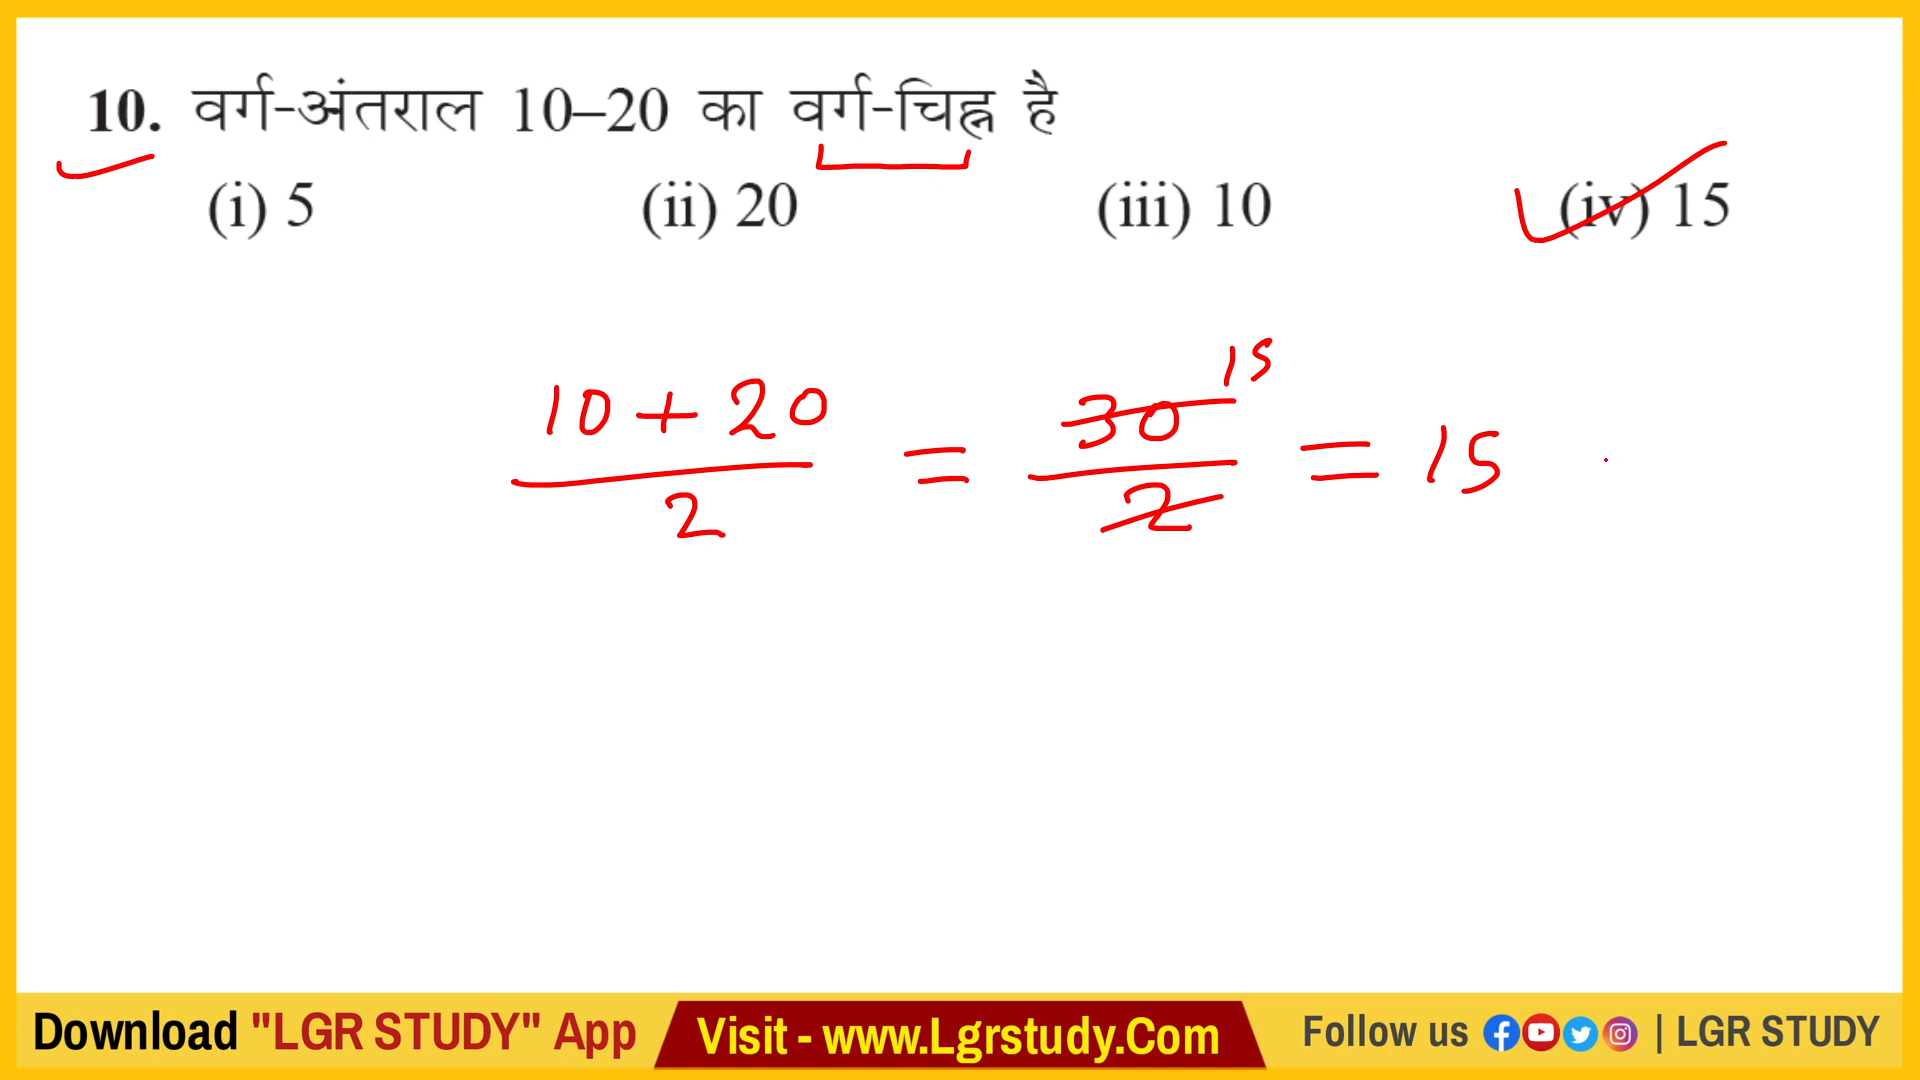 10. वर्ग-अंतराल 10–20 का वर्ग-चिह्न है
(i) 5 (ii) 20 (iii) 10 (iv) 15
15
10 + 20 = 30 = 15
2 2
Download "LGR STUDY" App Visit - www.Lgrstudy.Com Follow us | LGR STUDY